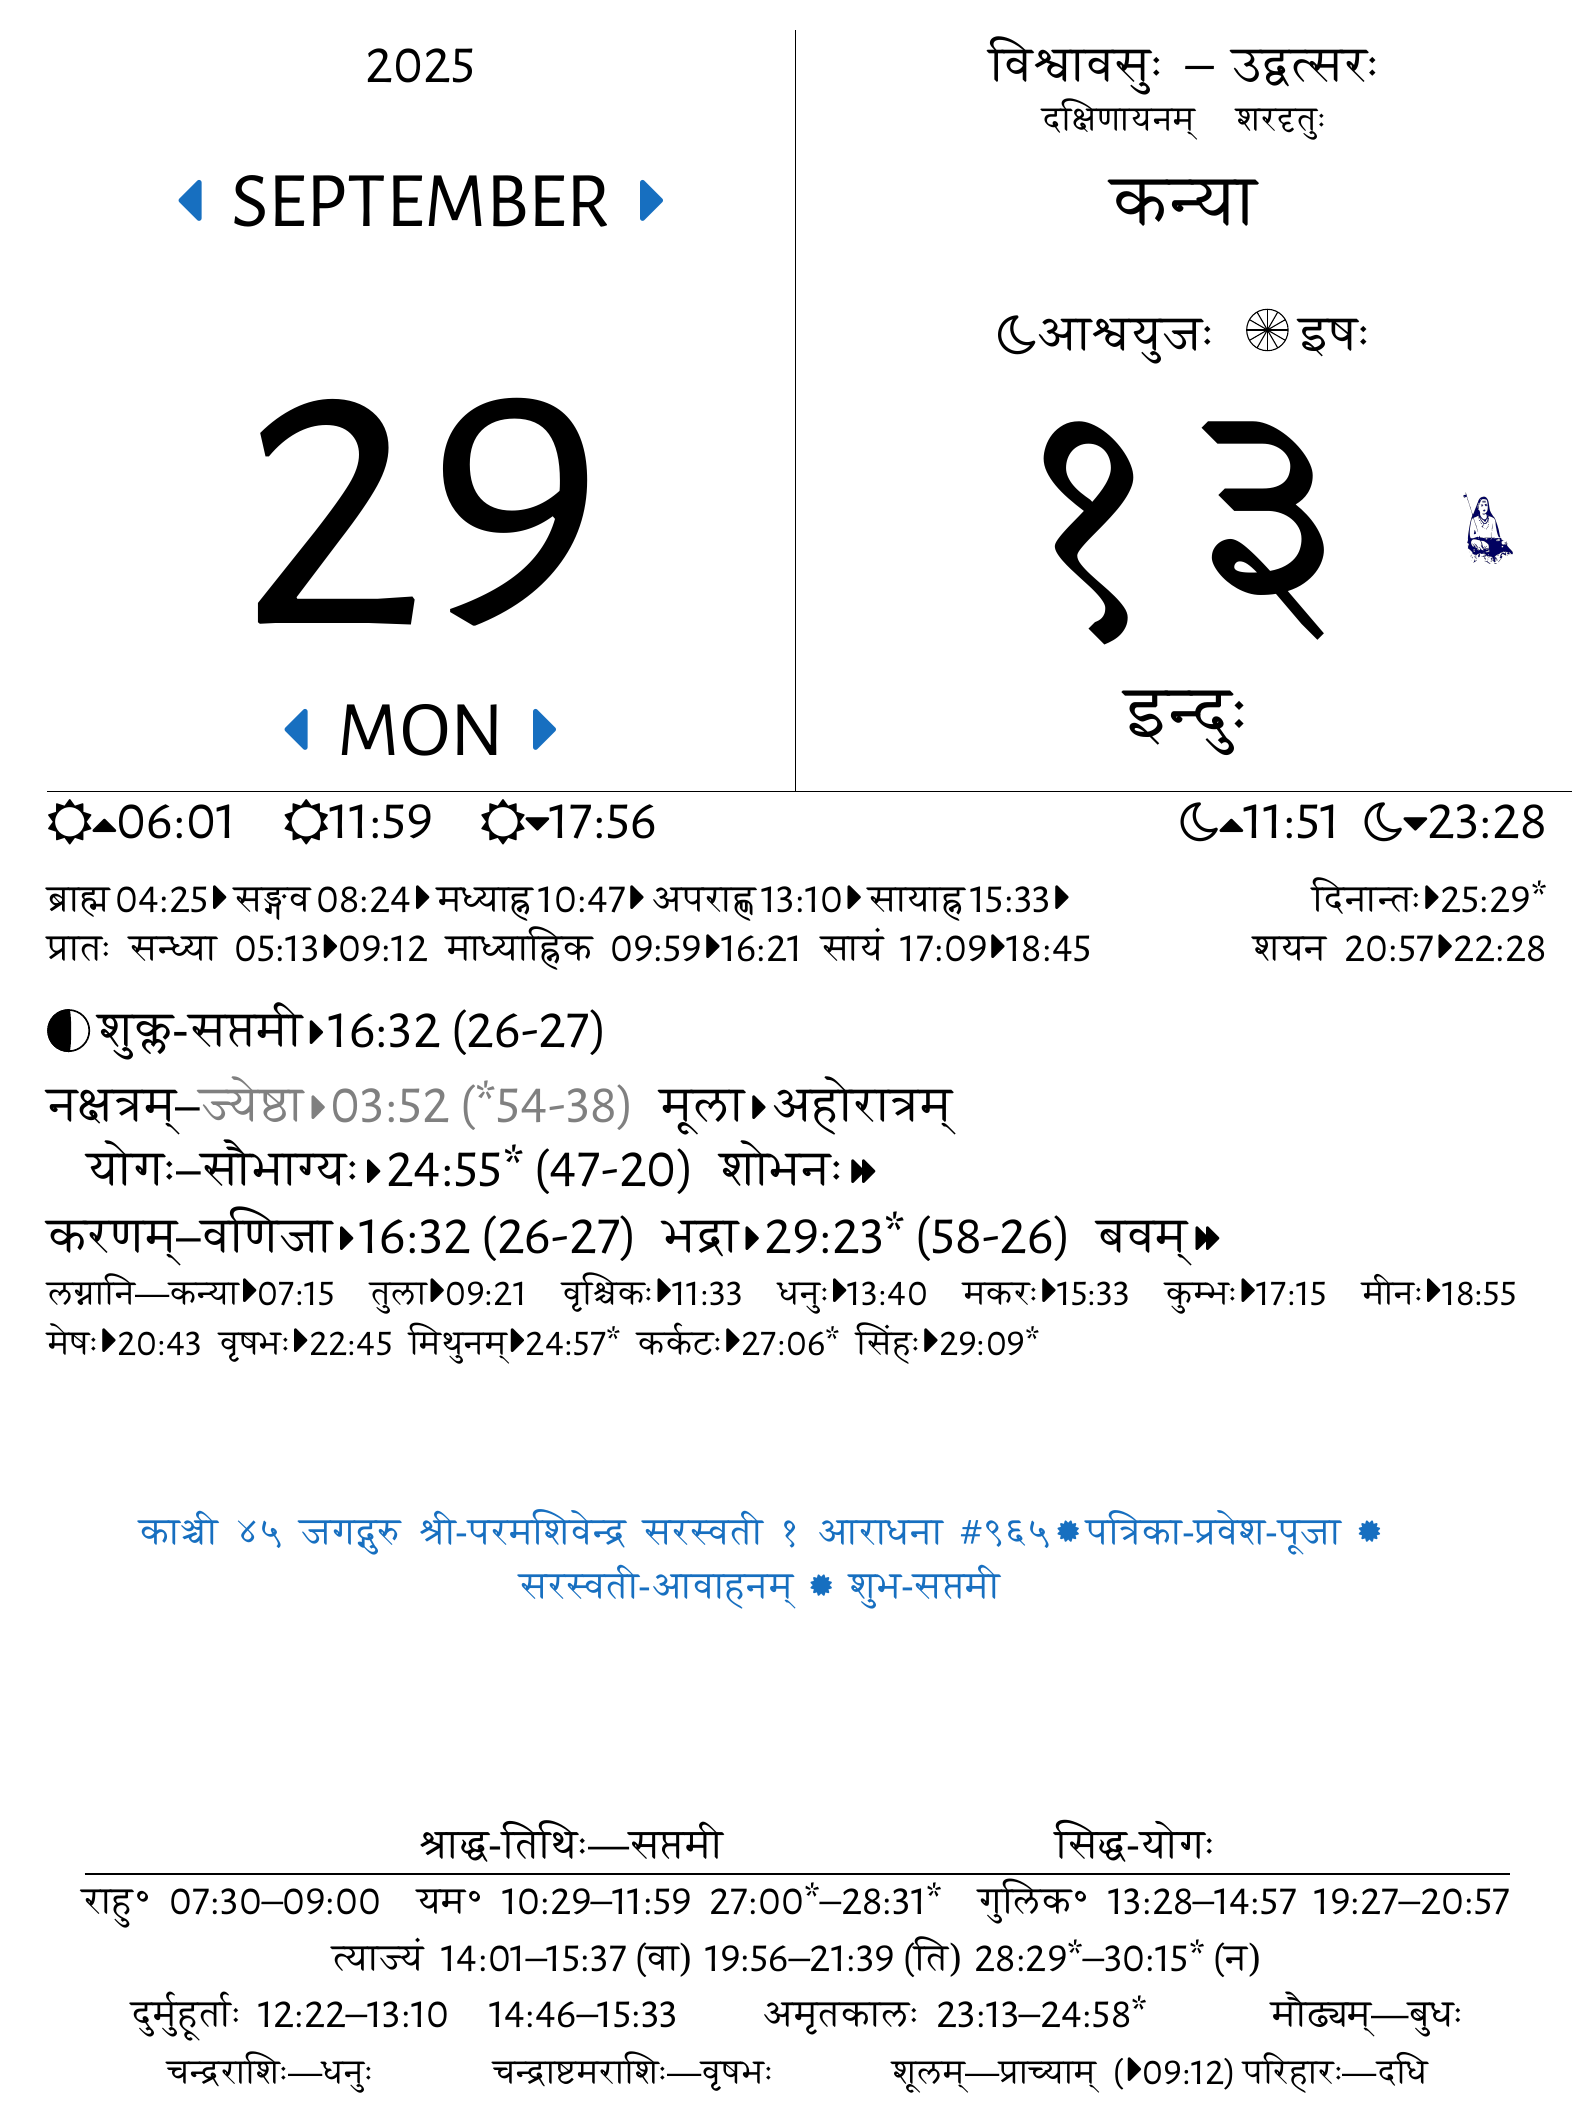 2025
SEPTEMBER
29
MON
विश्वावसुः – उद्वत्सरः
दक्षिणायनम् शरदृतुः
कन्या
आश्वयुजः इषः
१३
इन्दुः
06:01 11:59 17:56 11:51 23:28
ब्राह्म 04:25 सङ्गव 08:24 मध्याह्न 10:47 अपराह्ण 13:10 सायाह्न 15:33 दिनान्तः 25:29*
प्रातः सन्ध्या 05:13 09:12 माध्याह्निक 09:59 16:21 सायं 17:09 18:45 शयन 20:57 22:28
शुक्ल-सप्तमी 16:32 (26-27)
नक्षत्रम्–ज्येष्ठा 03:52 (*54-38) मूला अहोरात्रम्
योगः–सौभाग्यः 24:55* (47-20) शोभनः
करणम्–वणिजा 16:32 (26-27) भद्रा 29:23* (58-26) बवम्
लग्नानि—कन्या 07:15 तुला 09:21 वृश्चिकः 11:33 धनुः 13:40 मकरः 15:33 कुम्भः 17:15 मीनः 18:55
मेषः 20:43 वृषभः 22:45 मिथुनम् 24:57* कर्कटः 27:06* सिंहः 29:09*
काञ्ची ४५ जगद्गुरु श्री-परमशिवेन्द्र सरस्वती १ आराधना #९६५ पत्रिका-प्रवेश-पूजा
सरस्वती-आवाहनम् शुभ-सप्तमी
श्राद्ध-तिथिः—सप्तमी सिद्ध-योगः
राहु° 07:30–09:00 यम° 10:29–11:59 27:00*–28:31* गुलिक° 13:28–14:57 19:27–20:57
त्याज्यं 14:01–15:37 (वा) 19:56–21:39 (ति) 28:29*–30:15* (न)
दुर्मुहूर्ताः 12:22–13:10 14:46–15:33 अमृतकालः 23:13–24:58* मौढ्यम्—बुधः
चन्द्रराशिः—धनुः चन्द्राष्टमराशिः—वृषभः शूलम्—प्राच्याम् (09:12) परिहारः—दधि